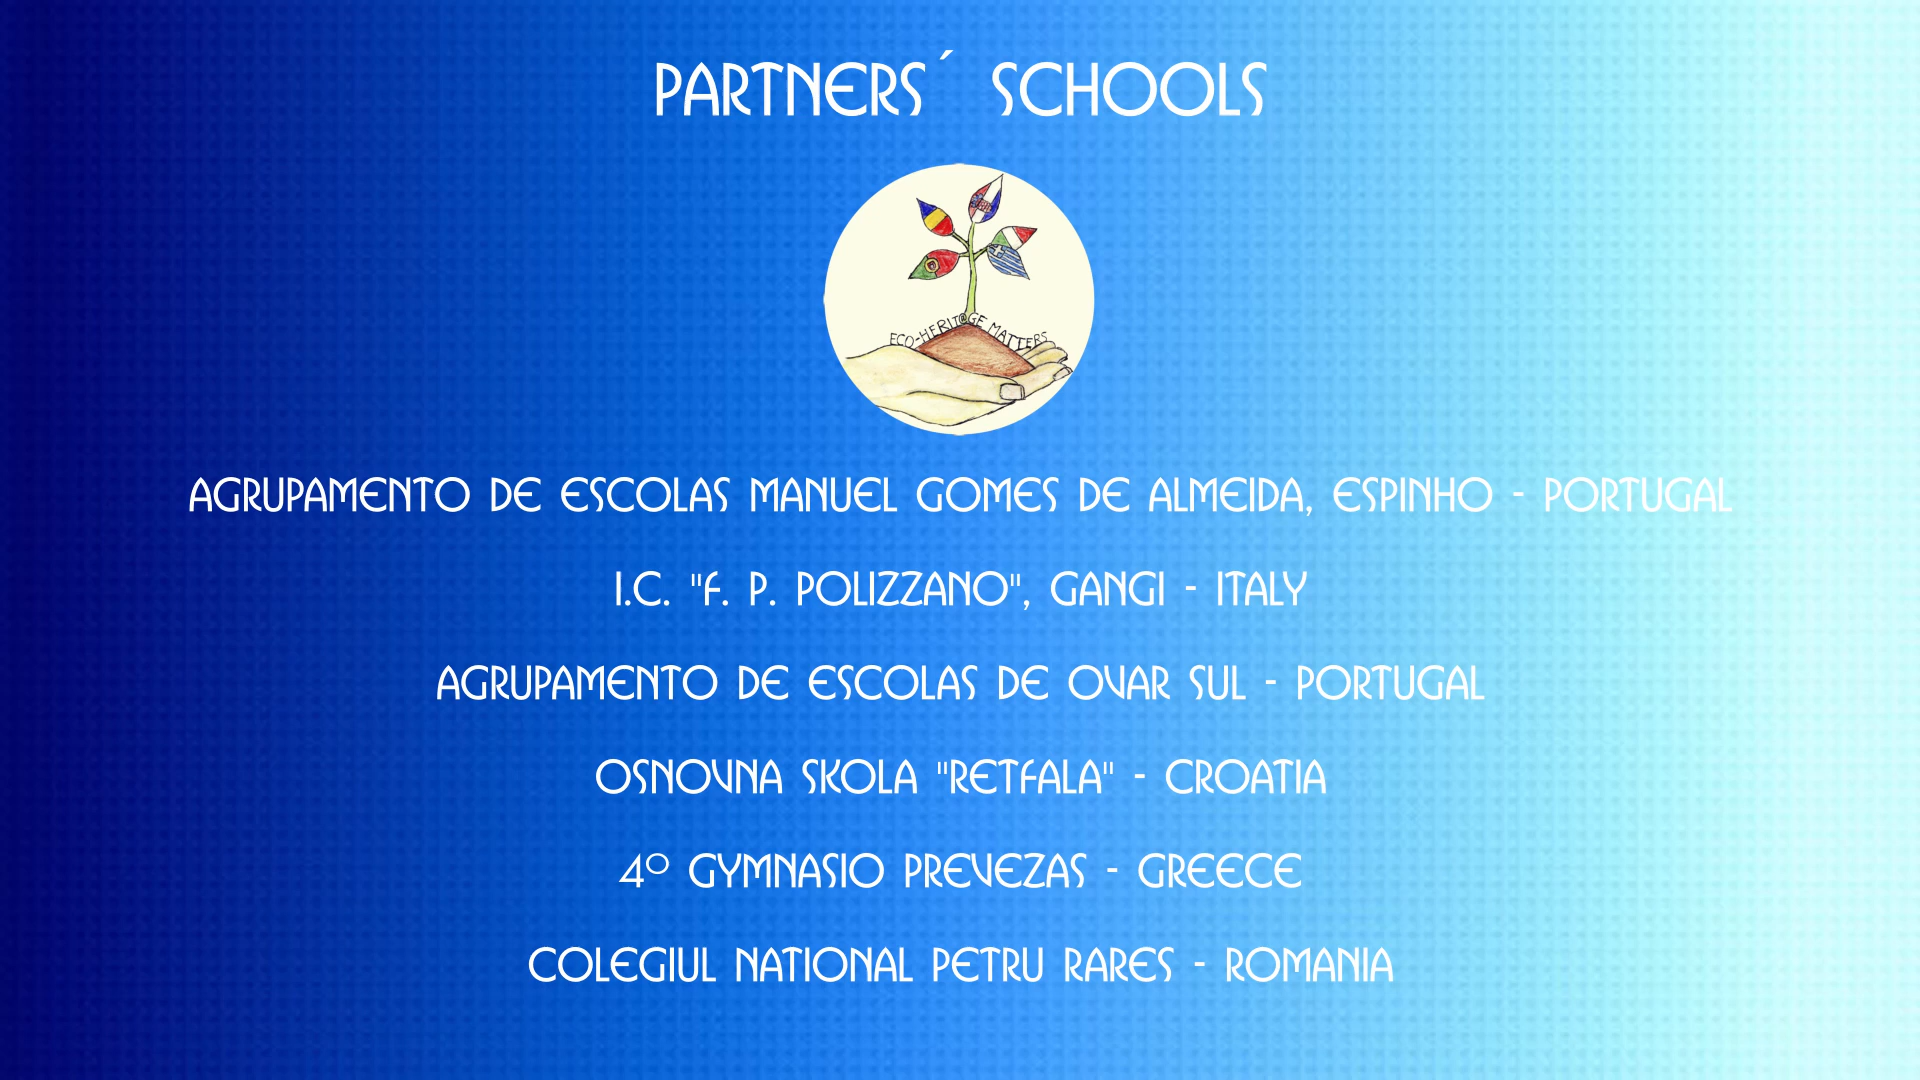 PARTNERS´ SCHOOLS
ECO-HERIT@GE MATTERS
AGRUPAMENTO DE ESCOLAS MANUEL GOMES DE ALMEIDA, ESPINHO - PORTUGAL
I.C. "F. P. POLIZZANO", GANGI - ITALY
AGRUPAMENTO DE ESCOLAS DE OVAR SUL - PORTUGAL
OSNOVNA SKOLA "RETFALA" - CROATIA
4º GYMNASIO PREVEZAS - GREECE
COLEGIUL NATIONAL PETRU RARES - ROMANIA